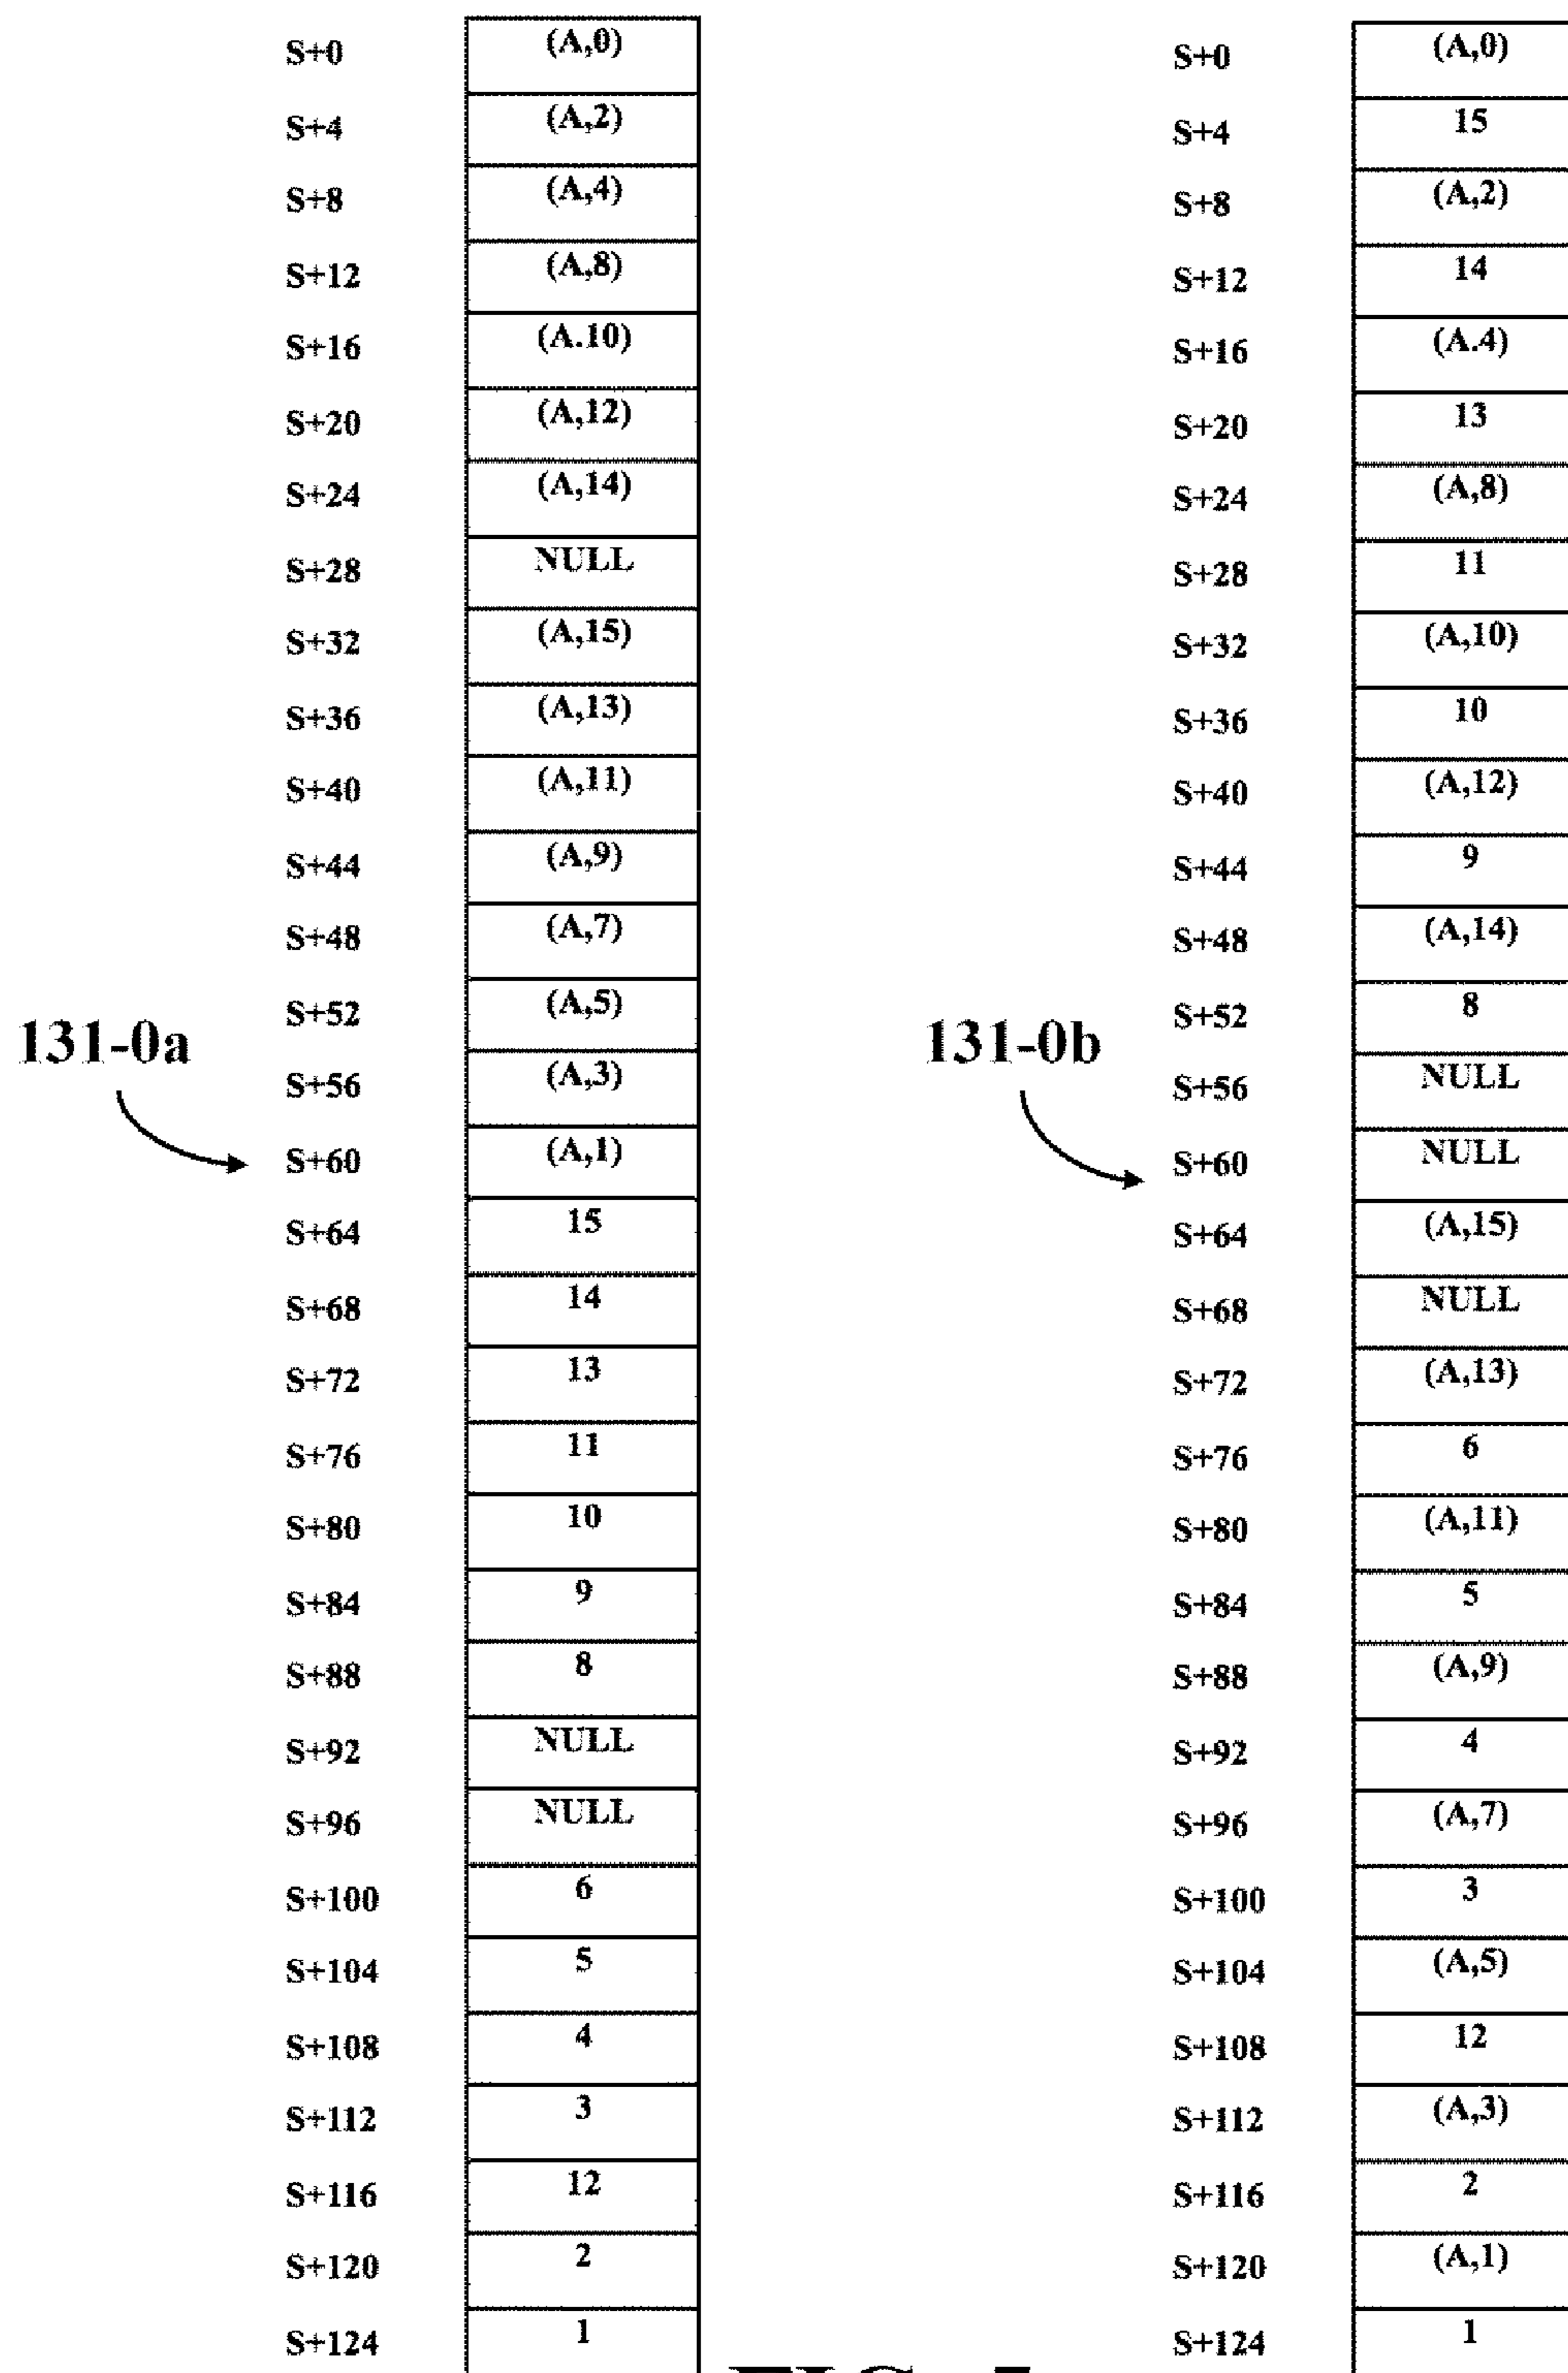 S+0 (A,0)
S+4 (A,2)
S+8 (A,4)
S+12 (A,8)
S+16 (A.10)
S+20 (A,12)
S+24 (A,14)
S+28 NULL
S+32 (A,15)
S+36 (A,13)
S+40 (A,11)
S+44 (A,9)
S+48 (A,7)
S+52 (A,5)
131-0a
S+56 (A,3)
S+60 (A,1)
S+64 15
S+68 14
S+72 13
S+76 11
S+80 10
S+84 9
S+88 8
S+92 NULL
S+96 NULL
S+100 6
S+104 5
S+108 4
S+112 3
S+116 12
S+120 2
S+124 1
S+0 (A,0)
S+4 15
S+8 (A,2)
S+12 14
S+16 (A.4)
S+20 13
S+24 (A,8)
S+28 11
S+32 (A,10)
S+36 10
S+40 (A,12)
S+44 9
S+48 (A,14)
S+52 8
131-0b
S+56 NULL
S+60 NULL
S+64 (A,15)
S+68 NULL
S+72 (A,13)
S+76 6
S+80 (A,11)
S+84 5
S+88 (A,9)
S+92 4
S+96 (A,7)
S+100 3
S+104 (A,5)
S+108 12
S+112 (A,3)
S+116 2
S+120 (A,1)
S+124 1